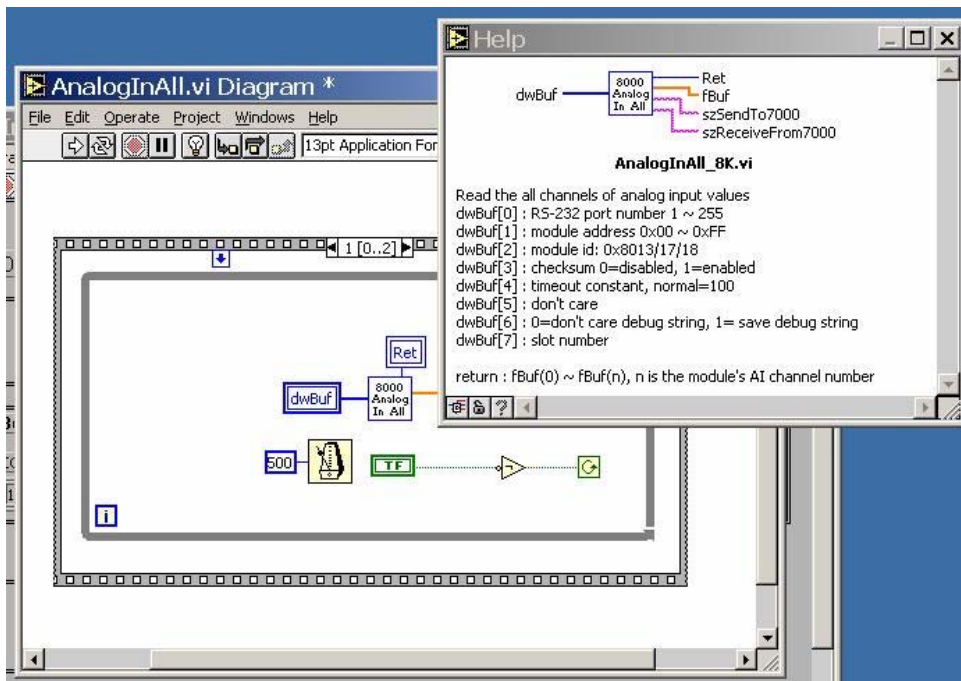 Help
8000
Analog
In All
dwBuf
Ret
fBuf
szSendTo7000
szReceiveFrom7000
AnalogInAll_8K.vi
Read the all channels of analog input values
dwBuf[0] : RS-232 port number 1 ~ 255
dwBuf[1] : module address 0x00 ~ 0xFF
dwBuf[2] : module id: 0x8013/17/18
dwBuf[3] : checksum 0=disabled, 1=enabled
dwBuf[4] : timeout constant, normal=100
dwBuf[5] : don't care
dwBuf[6] : 0=don't care debug string, 1= save debug string
dwBuf[7] : slot number
return : fBuf(0) ~ fBuf(n), n is the module's AI channel number
?
AnalogInAll.vi Diagram *
File Edit Operate Project Windows Help
13pt Application For
1 [0..2]
Ret
dwBuf
8000
Analog
In All
500
TF
i